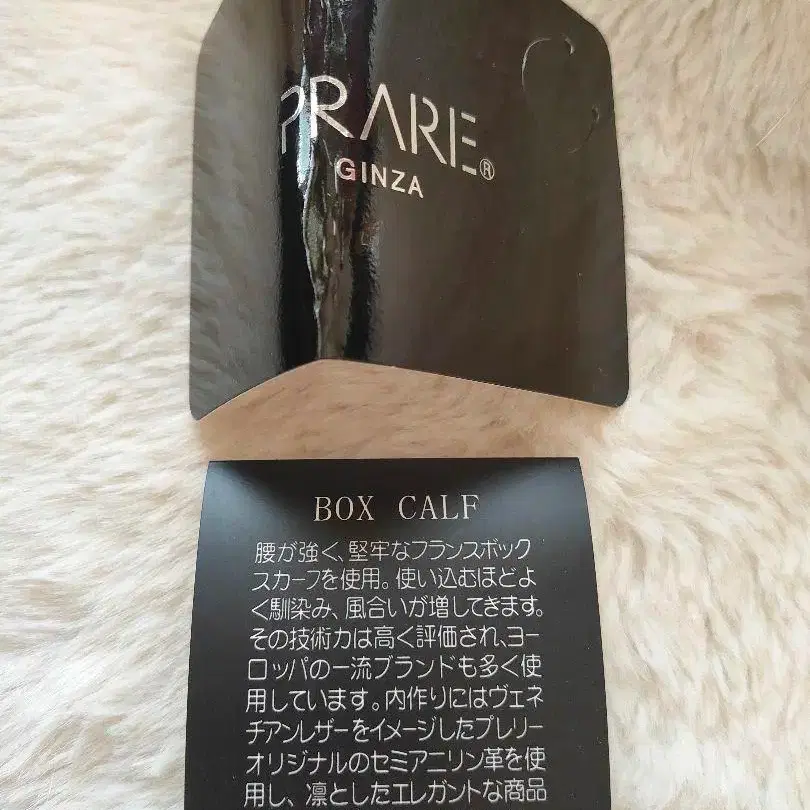 PRARE®
GINZA
BOX CALF
腰が強く、堅牢なフランスボック
スカーフを使用。使い込むほどよ
く馴染み、風合いが増してきます。
その技術力は高く評価され、ヨー
ロッパの一流ブランドも多く使
用しています。内作りにはヴェネ
チアンレザーをイメージしたプレリー
オリジナルのセミアニリン革を使
用し、凛としたエレガントな商品